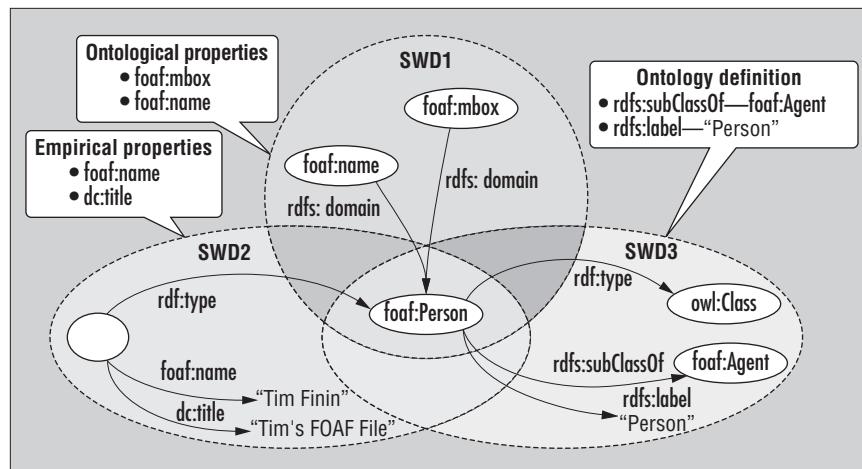 Ontological properties
• foaf:mbox
• foaf:name
Empirical properties
• foaf:name
• dc:title
SWD1
foaf:mbox
foaf:name
rdfs: domain
rdfs: domain
Ontology definition
• rdfs:subClassOf—foaf:Agent
• rdfs:label—“Person”
SWD2
rdf:type
foaf:name
“Tim Finin”
dc:title
“Tim's FOAF File”
foaf:Person
SWD3
rdf:type
owl:Class
rdfs:subClassOf
foaf:Agent
rdfs:label
“Person”